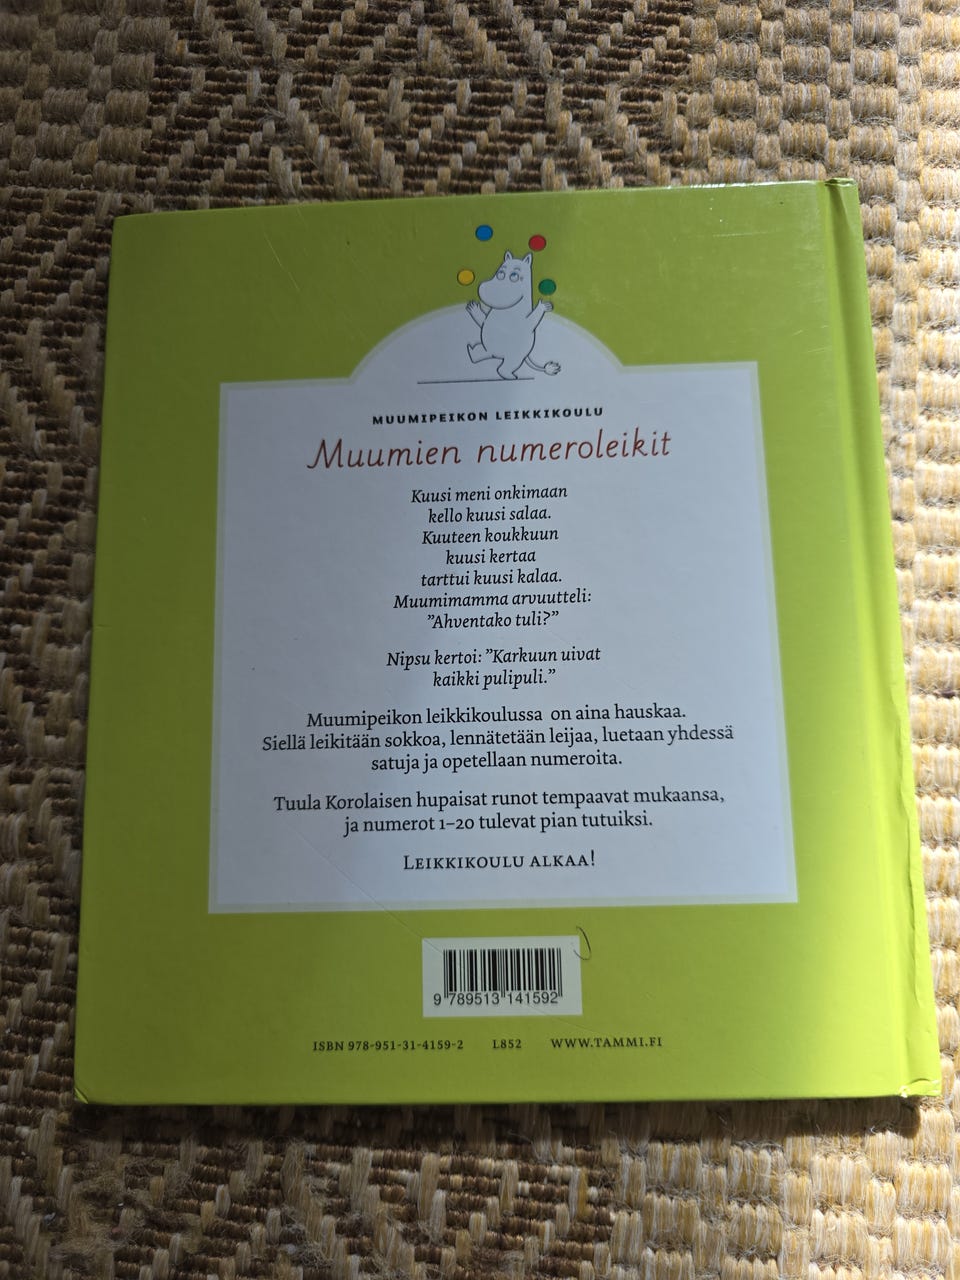 MUUMIPEIKON LEIKKIKOULU
Muumien numeroleikit
Kuusi meni onkimaan
kello kuusi salaa.
Kuuteen koukkuun
kuusi kertaa
tarttui kuusi kalaa.
Muumimamma arvuutteli:
”Ahventako tuli?”
Nipsu kertoi: ”Karkuun uivat
kaikki pulipuli.”
Muumipeikon leikkikoulussa on aina hauskaa.
Siellä leikitään sokkoa, lennätetään leijaa, luetaan yhdessä
satuja ja opetellaan numeroita.
Tuula Korolaisen hupaisat runot tempaavat mukaansa,
ja numerot 1–20 tulevat pian tutuiksi.
LEIKKIKOULU ALKAA!
9 789513 141592
ISBN 978-951-31-4159-2 L852 WWW.TAMMI.FI